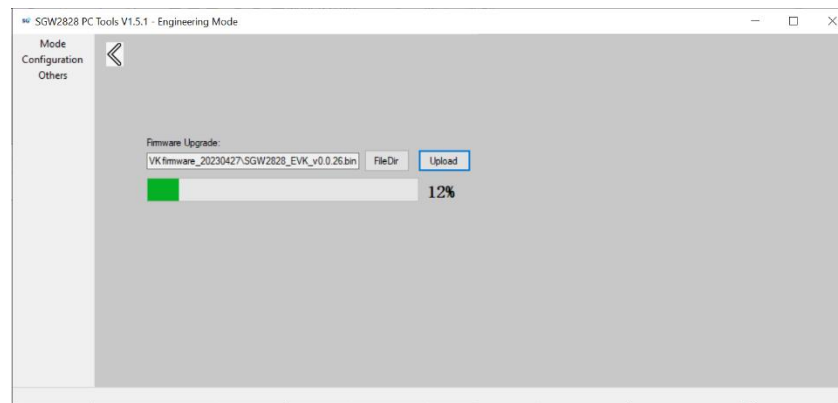 SG SGW2828 PC Tools V1.5.1 - Engineering Mode
Mode
Configuration
Others
Firmware Upgrade:
VK firmware_20230427\SGW2828_EVK_v0.0.26.bin FileDir Upload
12%